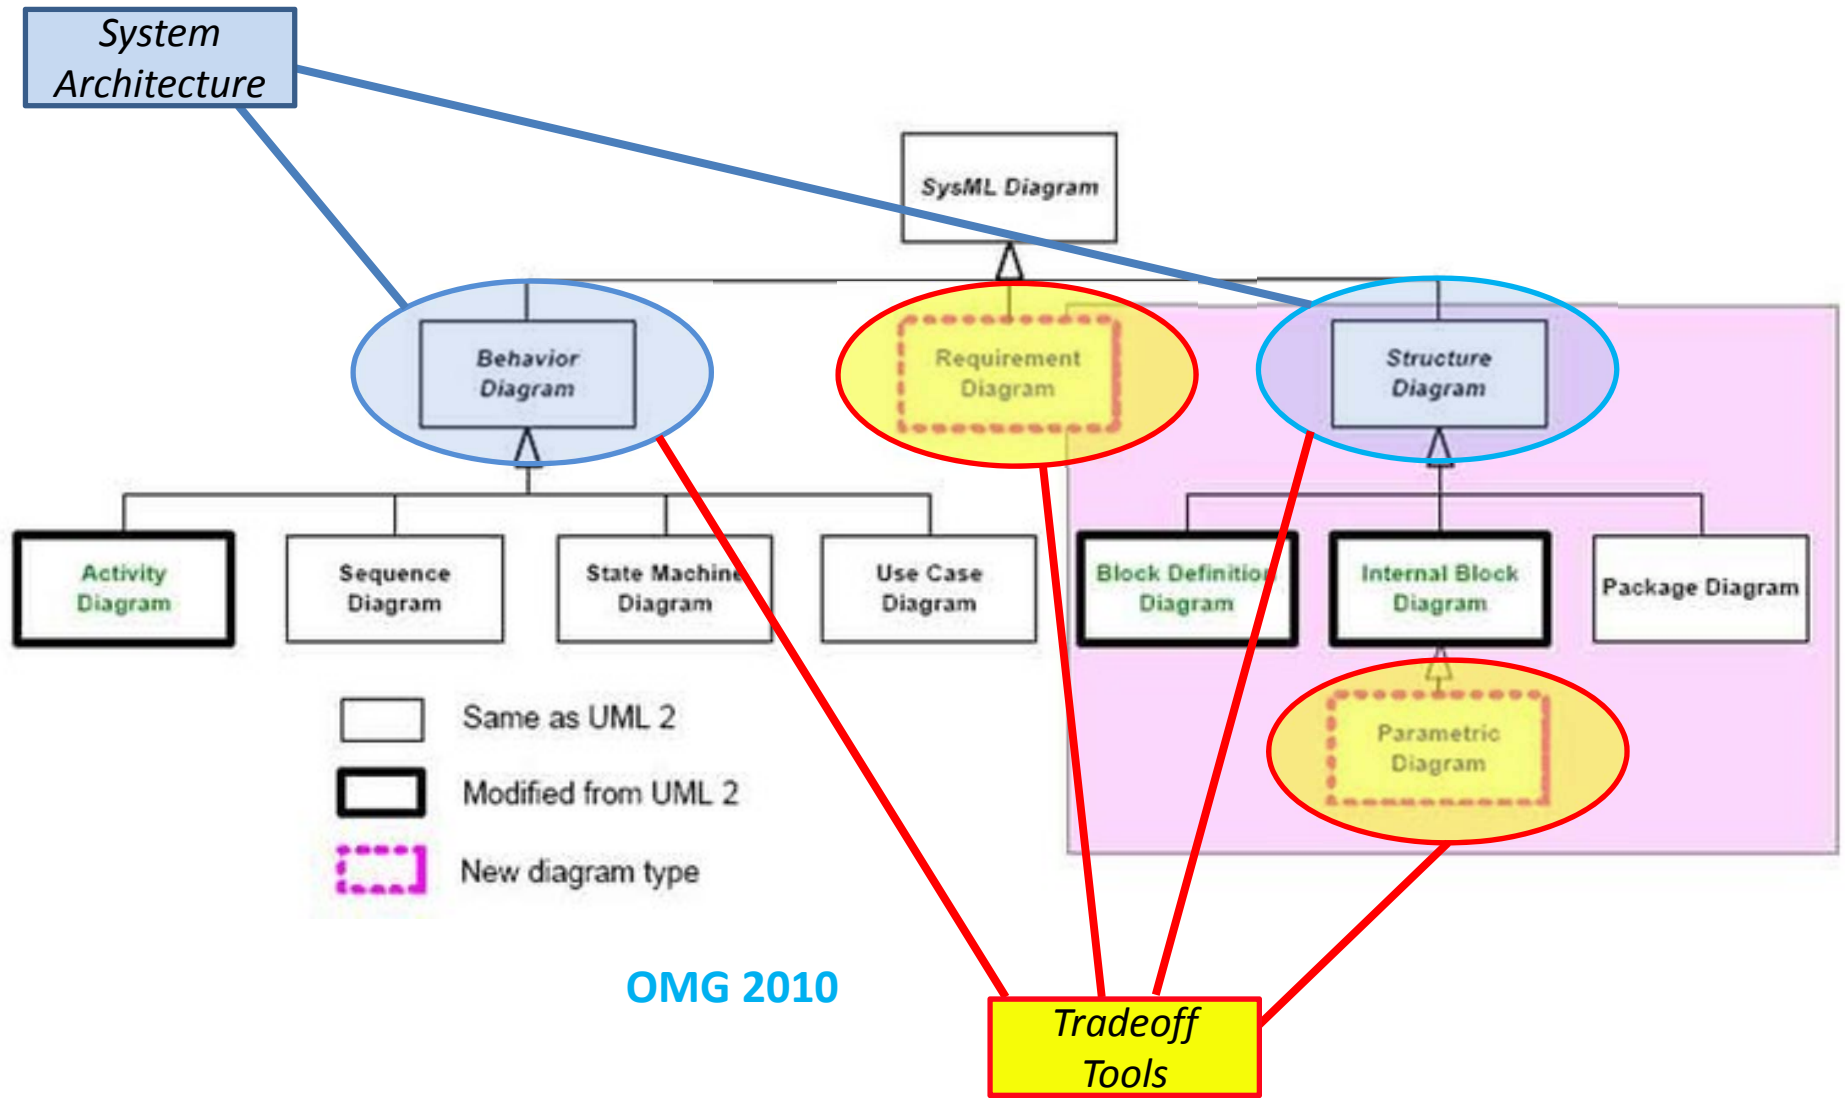 System
Architecture
SysML Diagram
Behavior
Diagram
Requirement
Diagram
Structure
Diagram
Activity
Diagram
Sequence
Diagram
State Machine
Diagram
Use Case
Diagram
Block Definition
Diagram
Internal Block
Diagram
Package Diagram
Parametric
Diagram
Same as UML 2
Modified from UML 2
New diagram type
OMG 2010
Tradeoff
Tools